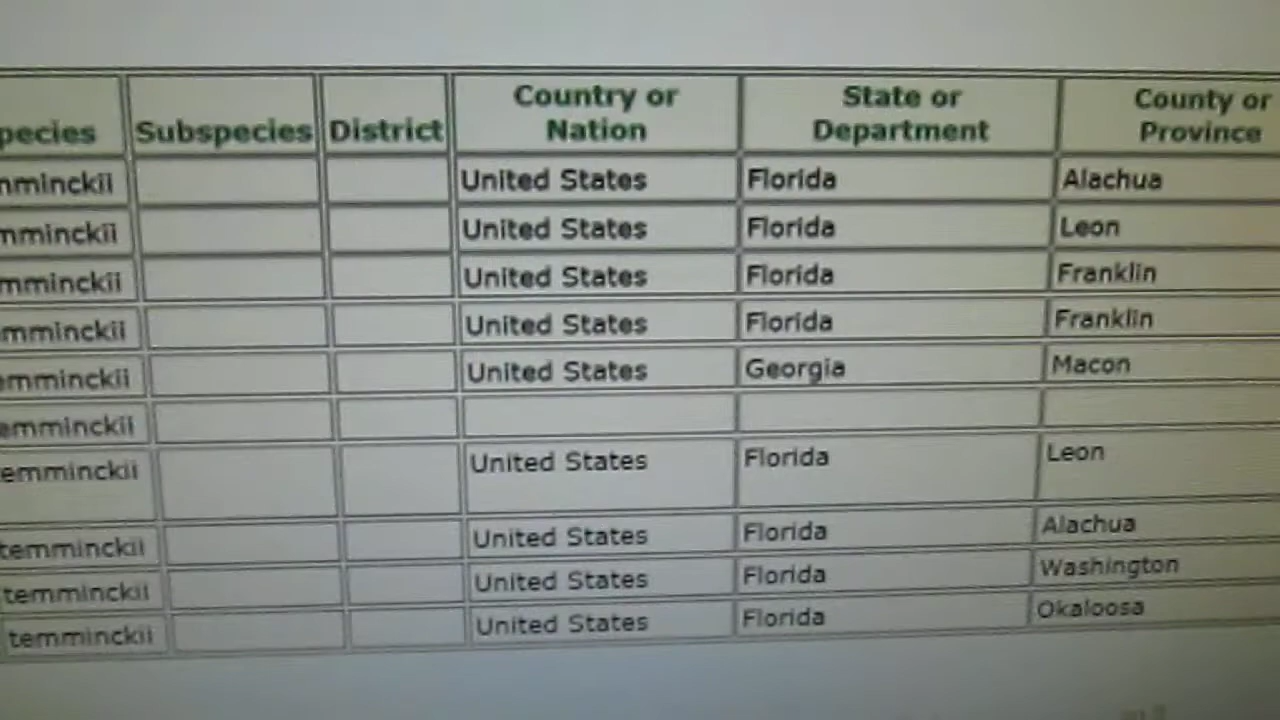 pecies Subspecies District Country or Nation State or Department County or Province
mminckii United States Florida Alachua
mminckii United States Florida Leon
mminckii United States Florida Franklin
mminckii United States Florida Franklin
emminckii United States Georgia Macon
emminckii
emminckii United States Florida Leon
temminckii United States Florida Alachua
temminckii United States Florida Washington
temminckii United States Florida Okaloosa